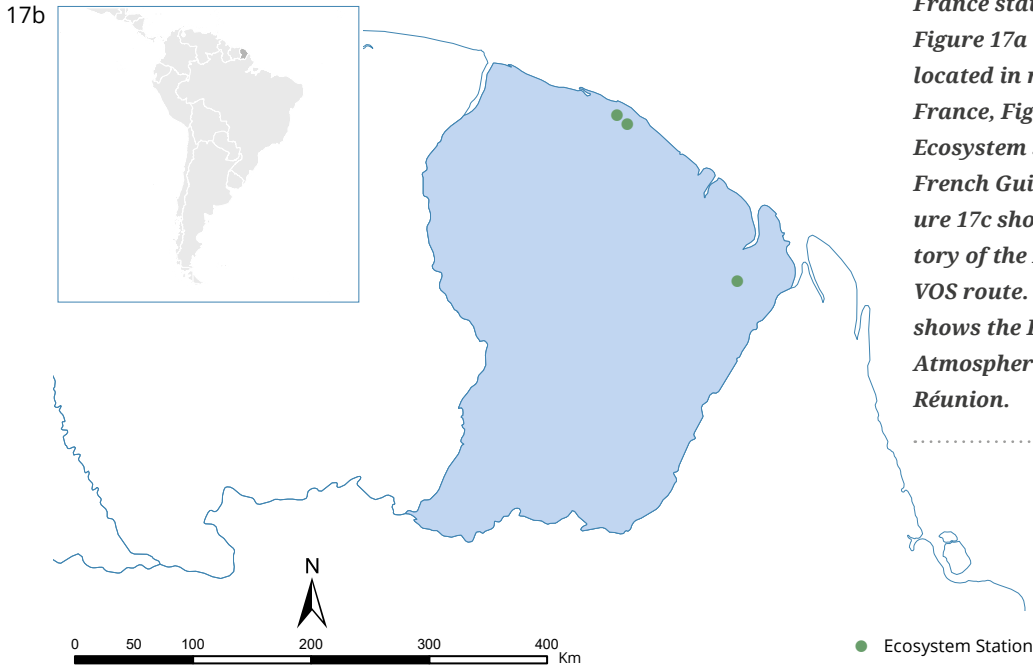 17b
France stat
Figure 17a
located in
France, Fig
Ecosystem
French Gui
ure 17c sho
tory of the
VOS route.
shows the
Atmospher
Réunion.
N
0 50 100 200 300 400 Km
Ecosystem Station